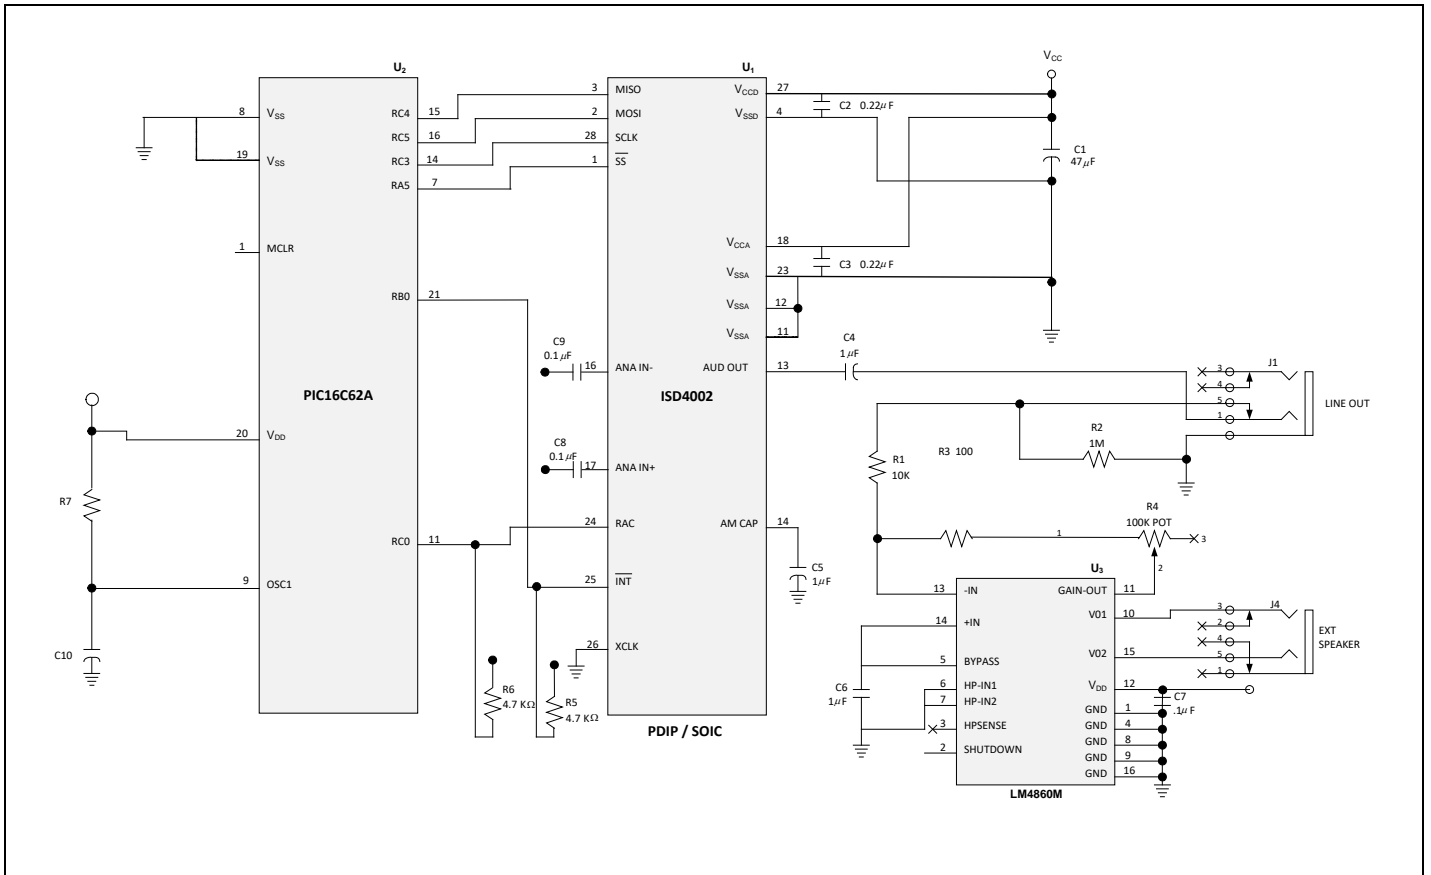 U2
U1
VCC
8 VSS
19 VSS
1 MCLR
RC4 15
RC5 16
RC3 14
RA5 7
RB0 21
PIC16C62A
20 VDD
R7
RC0 11
9 OSC1
C10
3 MISO
2 MOSI
28 SCLK
1 SS
VCCD 27
C2 0.22μF
VSSD 4
C1
47μF
VCCA 18
C3 0.22μF
VSSA 23
VSSA 12
VSSA 11
C9
0.1μF
16 ANA IN-
AUD OUT 13
C4
1μF
ISD4002
C8
0.1μF
17 ANA IN+
24 RAC
AM CAP 14
C5
1μF
25 INT
26 XCLK
R6
4.7 KΩ
R5
4.7 KΩ
PDIP / SOIC
J1
3
4
5
1
LINE OUT
R2
1M
R3 100
R1
10K
R4
100K POT
1
3
2
U3
13 -IN
GAIN-OUT 11
14 +IN
V01 10
5 BYPASS
V02 15
6 HP-IN1
VDD 12
7 HP-IN2
GND 1
3 HPSENSE
GND 4
2 SHUTDOWN
GND 8
GND 9
GND 16
C6
1μF
C7
.1μF
J4
3
2
4
5
1
EXT
SPEAKER
LM4860M